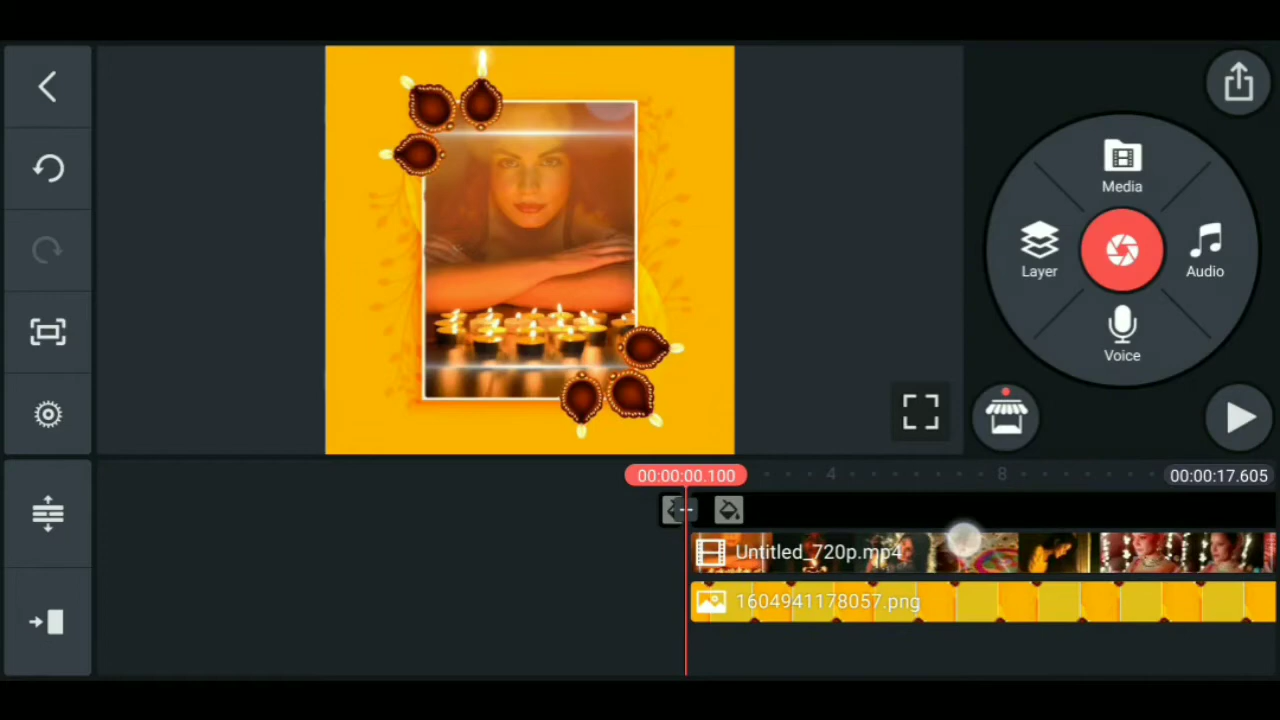 Media
Layer
Audio
Voice
00:00:00.100
4
8
00:00:17.605
Untitled_720p.mp4
1604941178057.png